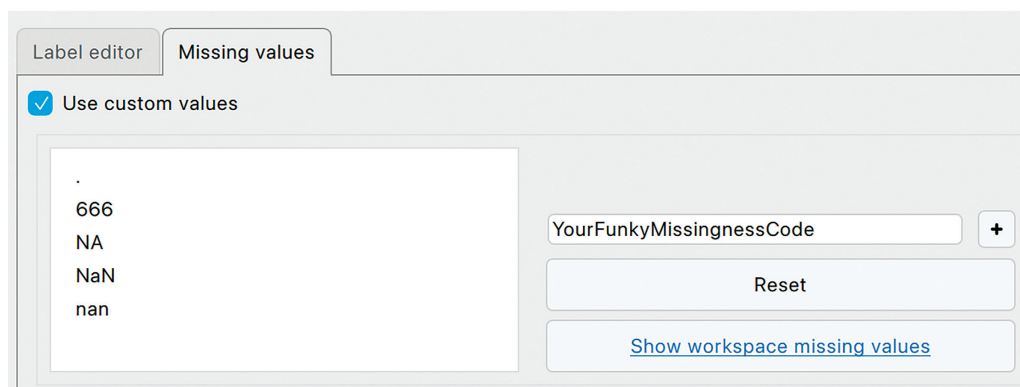 Label editor
Missing values
Use custom values
.
666
NA
NaN
nan
YourFunkyMissingnessCode
+
Reset
Show workspace missing values